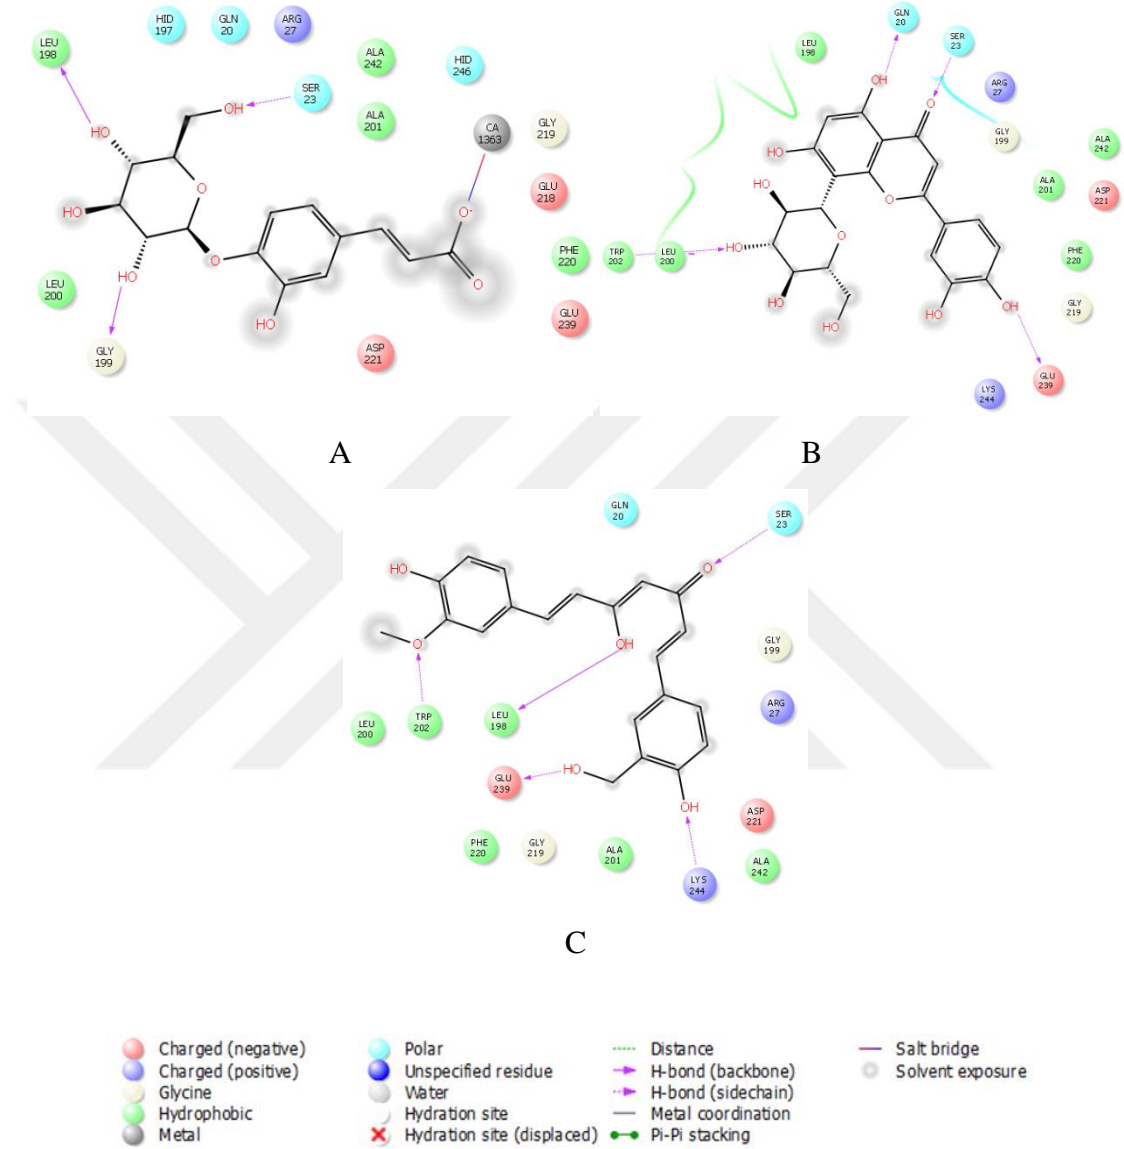 HID 197
GLN 20
ARG 27
LEU 198
ALA 242
HID 246
SER 23
OH
ALA 201
CA 1363
GLY 219
HO
O
GLU 218
HO
O-
OH
O
O
PHE 220
LEU 200
HO
GLU 239
GLY 199
ASP 221
A
GLN 20
SER 23
LEU 198
OH
O
ARG 27
GLY 199
ALA 242
HO
HO
O
ALA 201
ASP 221
TRP 202
LEU 200
HO
O
PHE 220
HO
HO
HO
OH
GLY 219
LYS 244
GLU 239
B
GLN 20
SER 23
HO
O
O
OH
GLY 199
LEU 200
TRP 202
LEU 198
ARG 27
GLU 239
HO
OH
ASP 221
PHE 220
GLY 219
ALA 201
ALA 242
LYS 244
C
Charged (negative)
Charged (positive)
Glycine
Hydrophobic
Metal
Polar
Unspecified residue
Water
Hydration site
Hydration site (displaced)
Distance
H-bond (backbone)
H-bond (sidechain)
Metal coordination
Pi-Pi stacking
Salt bridge
Solvent exposure